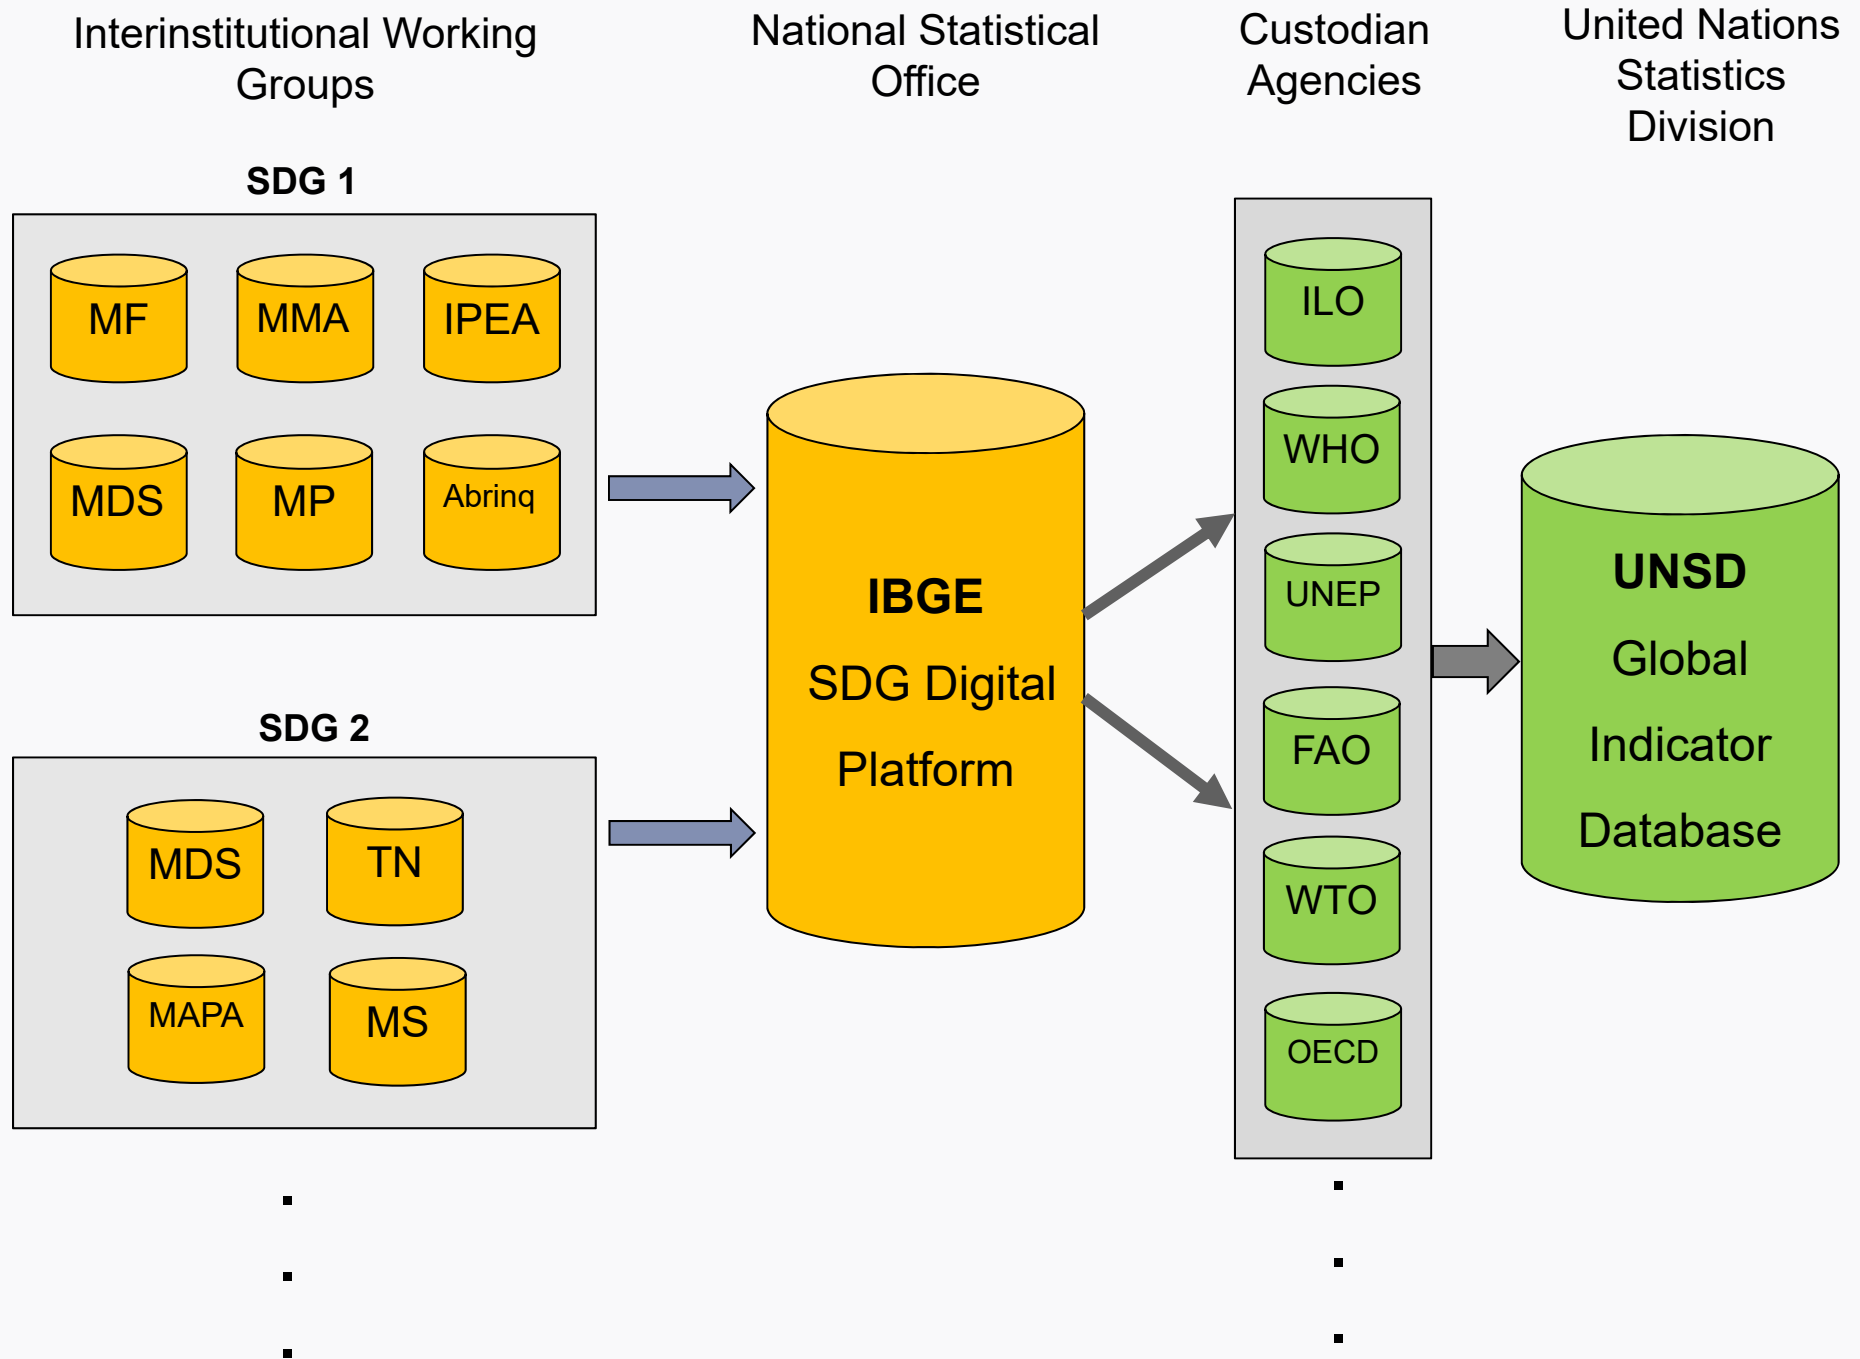 Interinstitutional Working
Groups
National Statistical
Office
Custodian
Agencies
United Nations
Statistics
Division
SDG 1
MF
MMA
IPEA
MDS
MP
Abrinq
SDG 2
MDS
TN
MAPA
MS
IBGE
SDG Digital
Platform
ILO
WHO
UNEP
FAO
WTO
OECD
UNSD
Global
Indicator
Database